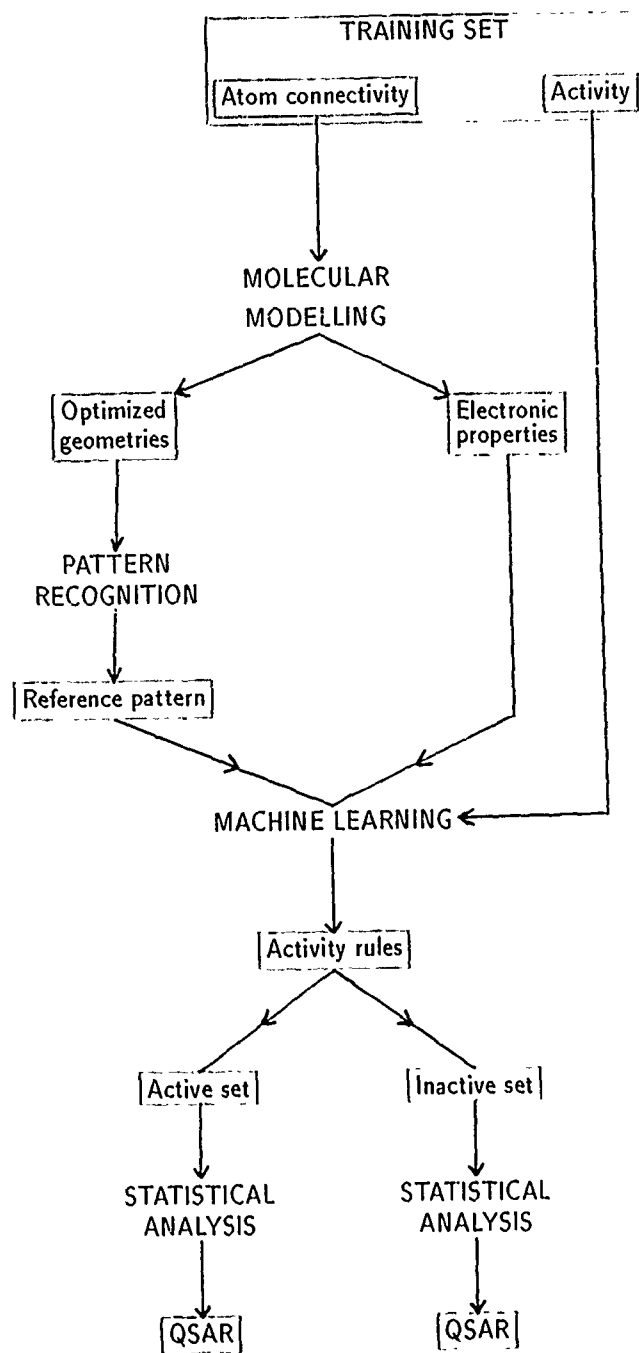 TRAINING SET
Atom connectivity
Activity
MOLECULAR
MODELLING
Optimized
geometries
Electronic
properties
PATTERN
RECOGNITION
Reference pattern
MACHINE LEARNING
Activity rules
Active set
Inactive set
STATISTICAL
ANALYSIS
STATISTICAL
ANALYSIS
QSAR
QSAR